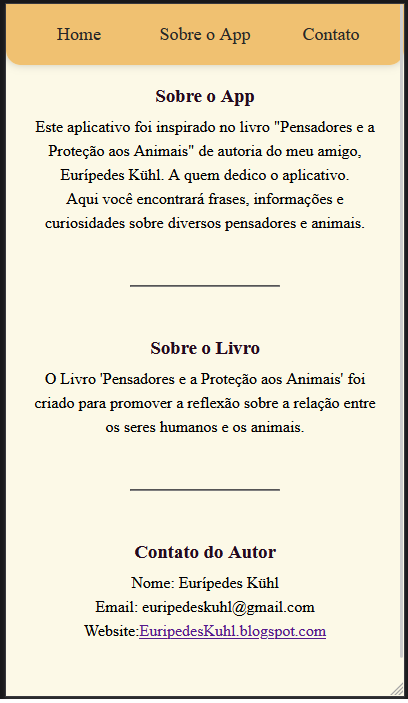 Home Sobre o App Contato
Sobre o App
Este aplicativo foi inspirado no livro "Pensadores e a
Proteção aos Animais" de autoria do meu amigo,
Eurípedes Kühl. A quem dedico o aplicativo.
Aqui você encontrará frases, informações e
curiosidades sobre diversos pensadores e animais.
Sobre o Livro
O Livro 'Pensadores e a Proteção aos Animais' foi
criado para promover a reflexão sobre a relação entre
os seres humanos e os animais.
Contato do Autor
Nome: Eurípedes Kühl
Email: euripedeskuhl@gmail.com
Website:EuripedesKuhl.blogspot.com